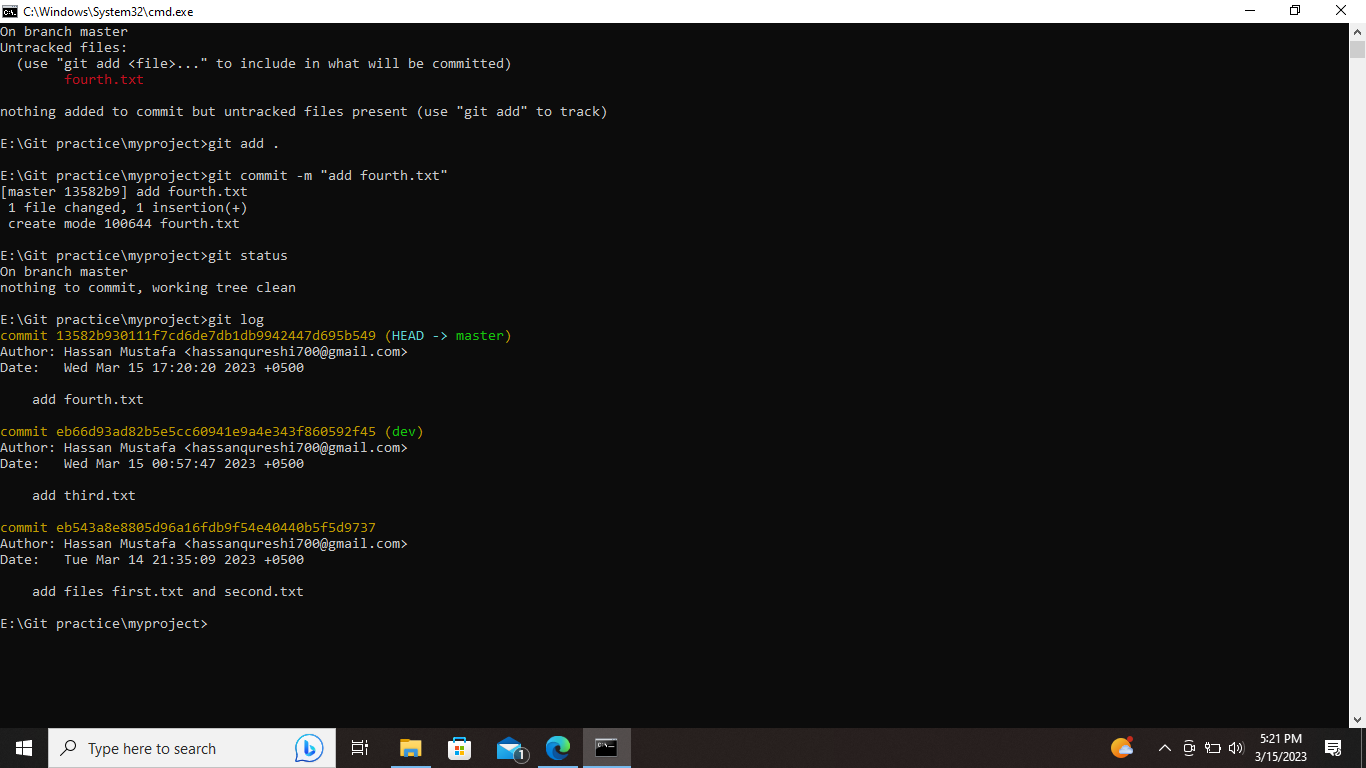 C:\Windows\System32\cmd.exe
On branch master
Untracked files:
  (use "git add <file>..." to include in what will be committed)
        fourth.txt

nothing added to commit but untracked files present (use "git add" to track)

E:\Git practice\myproject>git add .

E:\Git practice\myproject>git commit -m "add fourth.txt"
[master 13582b9] add fourth.txt
 1 file changed, 1 insertion(+)
 create mode 100644 fourth.txt

E:\Git practice\myproject>git status
On branch master
nothing to commit, working tree clean

E:\Git practice\myproject>git log
commit 13582b930111f7cd6de7db1db9942447d695b549 (HEAD -> master)
Author: Hassan Mustafa <hassanqureshi700@gmail.com>
Date:   Wed Mar 15 17:20:20 2023 +0500

    add fourth.txt

commit eb66d93ad82b5e5cc60941e9a4e343f860592f45 (dev)
Author: Hassan Mustafa <hassanqureshi700@gmail.com>
Date:   Wed Mar 15 00:57:47 2023 +0500

    add third.txt

commit eb543a8e8805d96a16fdb9f54e40440b5f5d9737
Author: Hassan Mustafa <hassanqureshi700@gmail.com>
Date:   Tue Mar 14 21:35:09 2023 +0500

    add files first.txt and second.txt

E:\Git practice\myproject>
Type here to search
1
5:21 PM
3/15/2023